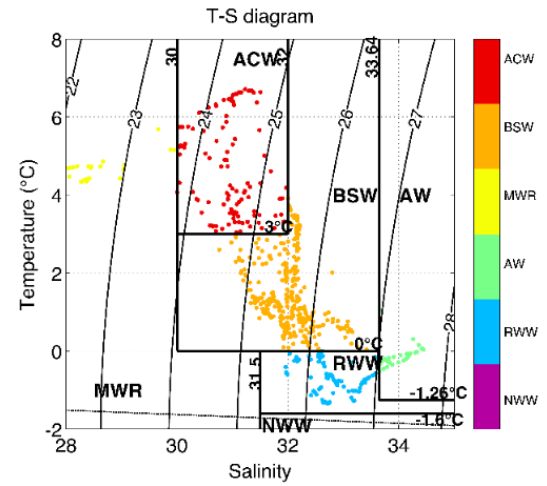 T-S diagram
8
6
4
2
0
-2
Temperature (°C)
28
30
32
34
Salinity
30
32
33.64
31.5
ACW
BSW
AW
MWR
RWW
NWW
3°C
0°C
-1.26°C
-1.6°C
22
23
24
25
26
27
28
ACW
BSW
MWR
AW
RWW
NWW